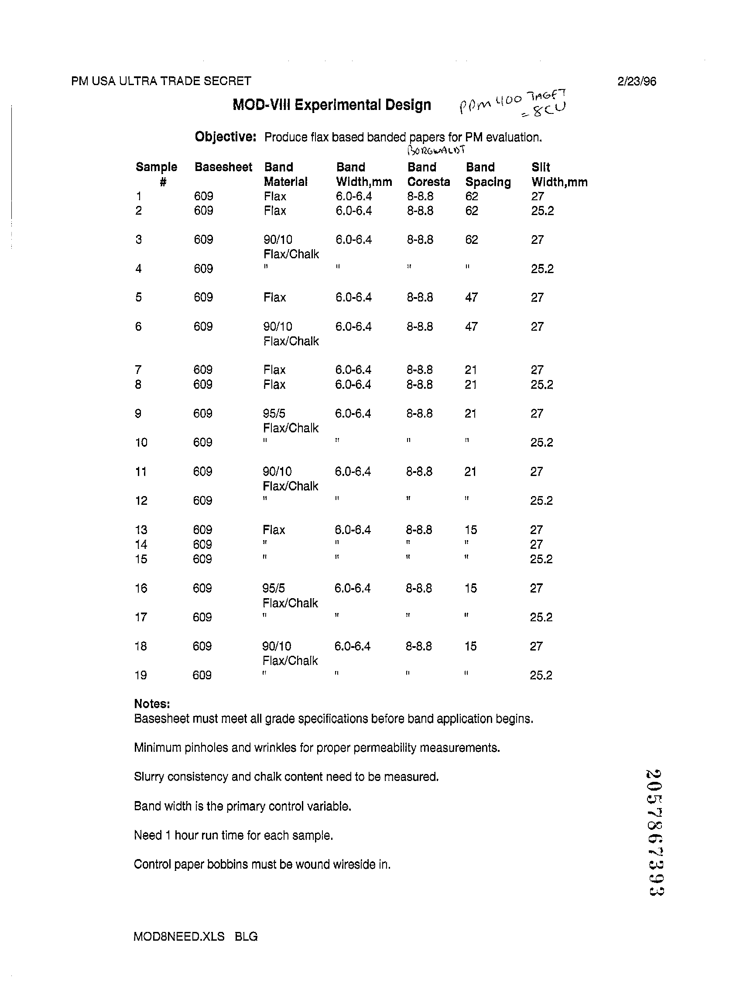 PM USA ULTRA TRADE SECRET 2/23/96
MOD-VIII Experimental Design PPM 400 TAGET
= 8CU
Objective: Produce flax based banded papers for PM evaluation.
BORGWALDT
Sample Basesheet Band Band Band Band Slit
# Material Width,mm Coresta Spacing Width,mm
1 609 Flax 6.0-6.4 8-8.8 62 27
2 609 Flax 6.0-6.4 8-8.8 62 25.2
3 609 90/10 6.0-6.4 8-8.8 62 27
Flax/Chalk
4 609 " " " " 25.2
5 609 Flax 6.0-6.4 8-8.8 47 27
6 609 90/10 6.0-6.4 8-8.8 47 27
Flax/Chalk
7 609 Flax 6.0-6.4 8-8.8 21 27
8 609 Flax 6.0-6.4 8-8.8 21 25.2
9 609 95/5 6.0-6.4 8-8.8 21 27
Flax/Chalk
10 609 " " " " 25.2
11 609 90/10 6.0-6.4 8-8.8 21 27
Flax/Chalk
12 609 " " " " 25.2
13 609 Flax 6.0-6.4 8-8.8 15 27
14 609 " " " " 27
15 609 " " " " 25.2
16 609 95/5 6.0-6.4 8-8.8 15 27
Flax/Chalk
17 609 " " " " 25.2
18 609 90/10 6.0-6.4 8-8.8 15 27
Flax/Chalk
19 609 " " " " 25.2
Notes:
Basesheet must meet all grade specifications before band application begins.
Minimum pinholes and wrinkles for proper permeability measurements.
Slurry consistency and chalk content need to be measured.
Band width is the primary control variable.
Need 1 hour run time for each sample.
Control paper bobbins must be wound wireside in.
2057867393
MOD8NEED.XLS BLG